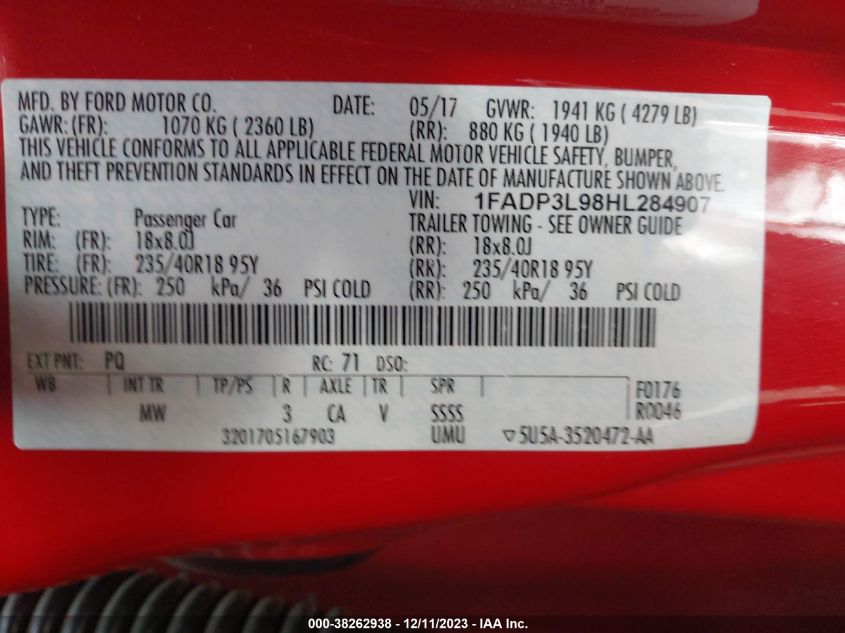 MFD. BY FORD MOTOR CO. DATE: 05/17 GVWR: 1941 KG ( 4279 LB)
GAWR: (FR): 1070 KG ( 2360 LB) (RR): 880 KG ( 1940 LB)
THIS VEHICLE CONFORMS TO ALL APPLICABLE FEDERAL MOTOR VEHICLE SAFETY, BUMPER,
AND THEFT PREVENTION STANDARDS IN EFFECT ON THE DATE OF MANUFACTURE SHOWN ABOVE.
VIN: 1FADP3L98HL284907
TYPE: Passenger Car TRAILER TOWING - SEE OWNER GUIDE
RIM: (FR): 18x8.0J (RR): 18x8.0J
TIRE: (FR): 235/40R18 95Y (RR): 235/40R18 95Y
PRESSURE: (FR): 250 kPa/ 36 PSI COLD (RR): 250 kPa/ 36 PSI COLD
EXT PNT: PQ RC: 71 DSO:
WB INT TR TP/PS R AXLE TR SPR F0176
MW 3 CA V SSSS R0046
3201705167903 UMU ▽5U5A-3520472-AA
000-38262938 - 12/11/2023 - IAA Inc.